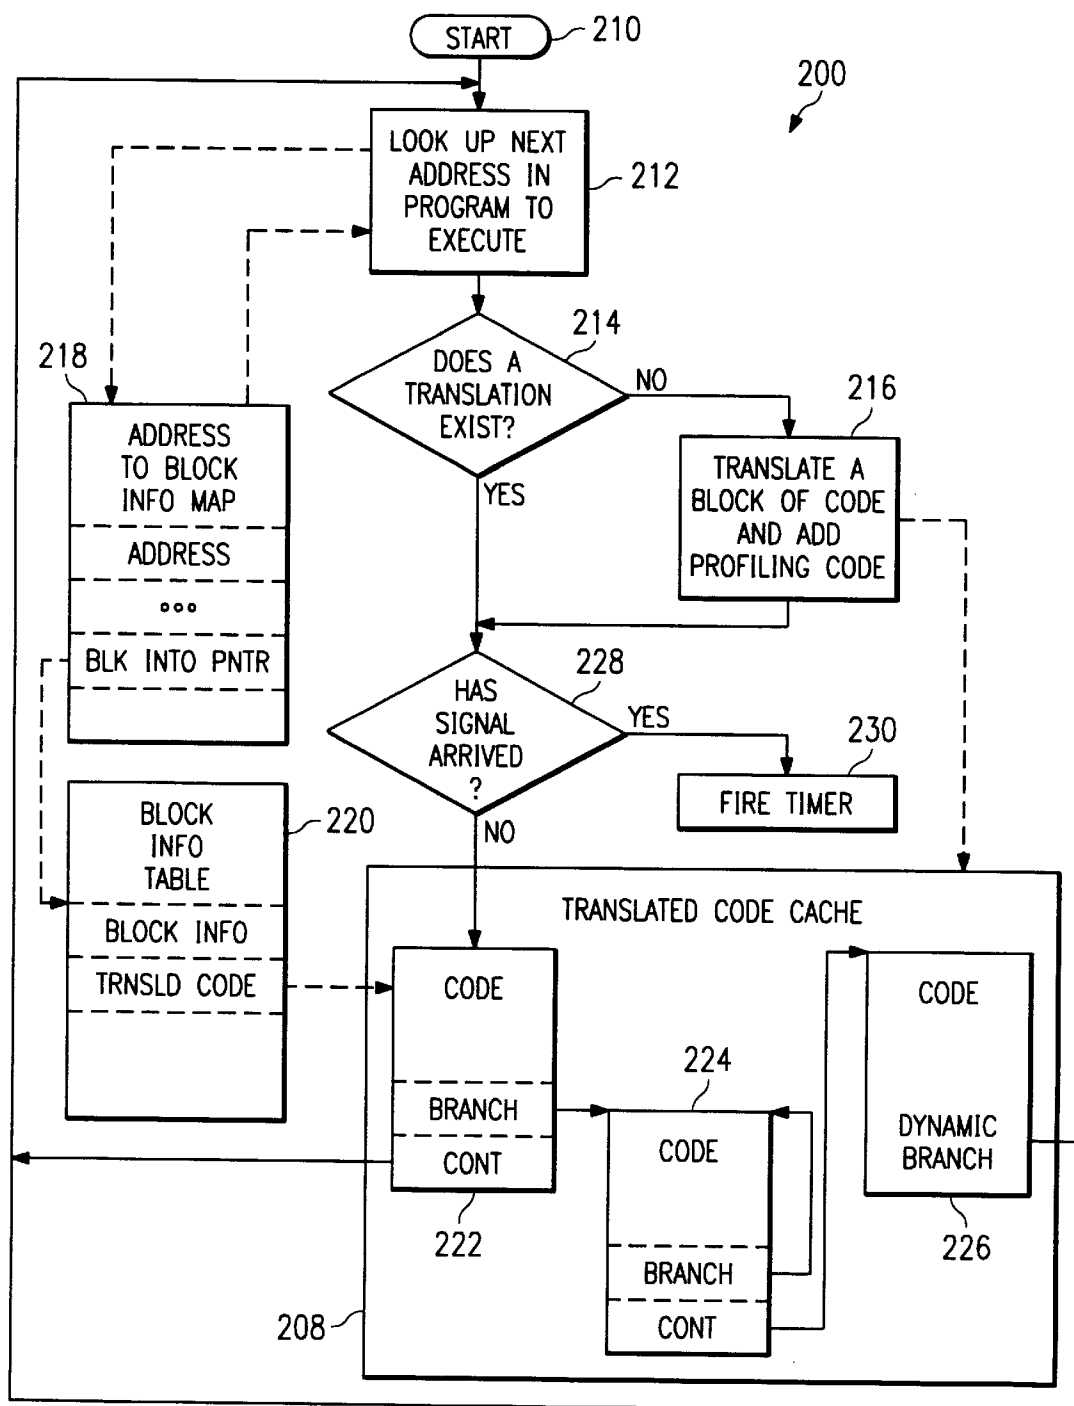 START
210
200
LOOK UP NEXT
ADDRESS IN
PROGRAM TO
EXECUTE
212
214
DOES A
TRANSLATION
EXIST?
NO
YES
216
TRANSLATE A
BLOCK OF CODE
AND ADD
PROFILING CODE
218
ADDRESS
TO BLOCK
INFO MAP
ADDRESS
°°°
BLK INTO PNTR
228
HAS
SIGNAL
ARRIVED
?
YES
NO
230
FIRE TIMER
220
BLOCK
INFO
TABLE
BLOCK INFO
TRNSLD CODE
TRANSLATED CODE CACHE
CODE
BRANCH
CONT
222
224
CODE
BRANCH
CONT
CODE
DYNAMIC
BRANCH
226
208